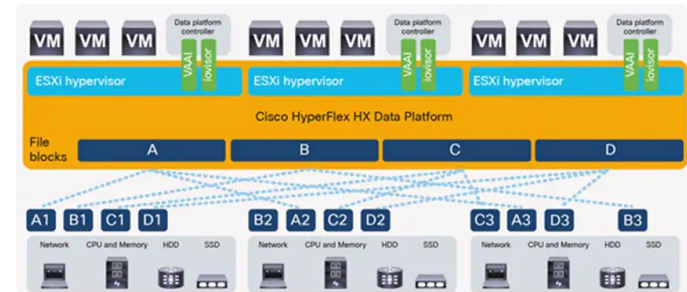 VM VM VM Data platform controller VM VM VM Data platform controller VM VM VM Data platform controller
VAAI iovisor VAAI iovisor VAAI iovisor
ESXi hypervisor ESXi hypervisor ESXi hypervisor
Cisco HyperFlex HX Data Platform
File blocks A B C D
A1 B1 C1 D1 B2 A2 C2 D2 C3 A3 D3 B3
Network CPU and Memory HDD SSD Network CPU and Memory HDD SSD Network CPU and Memory HDD SSD